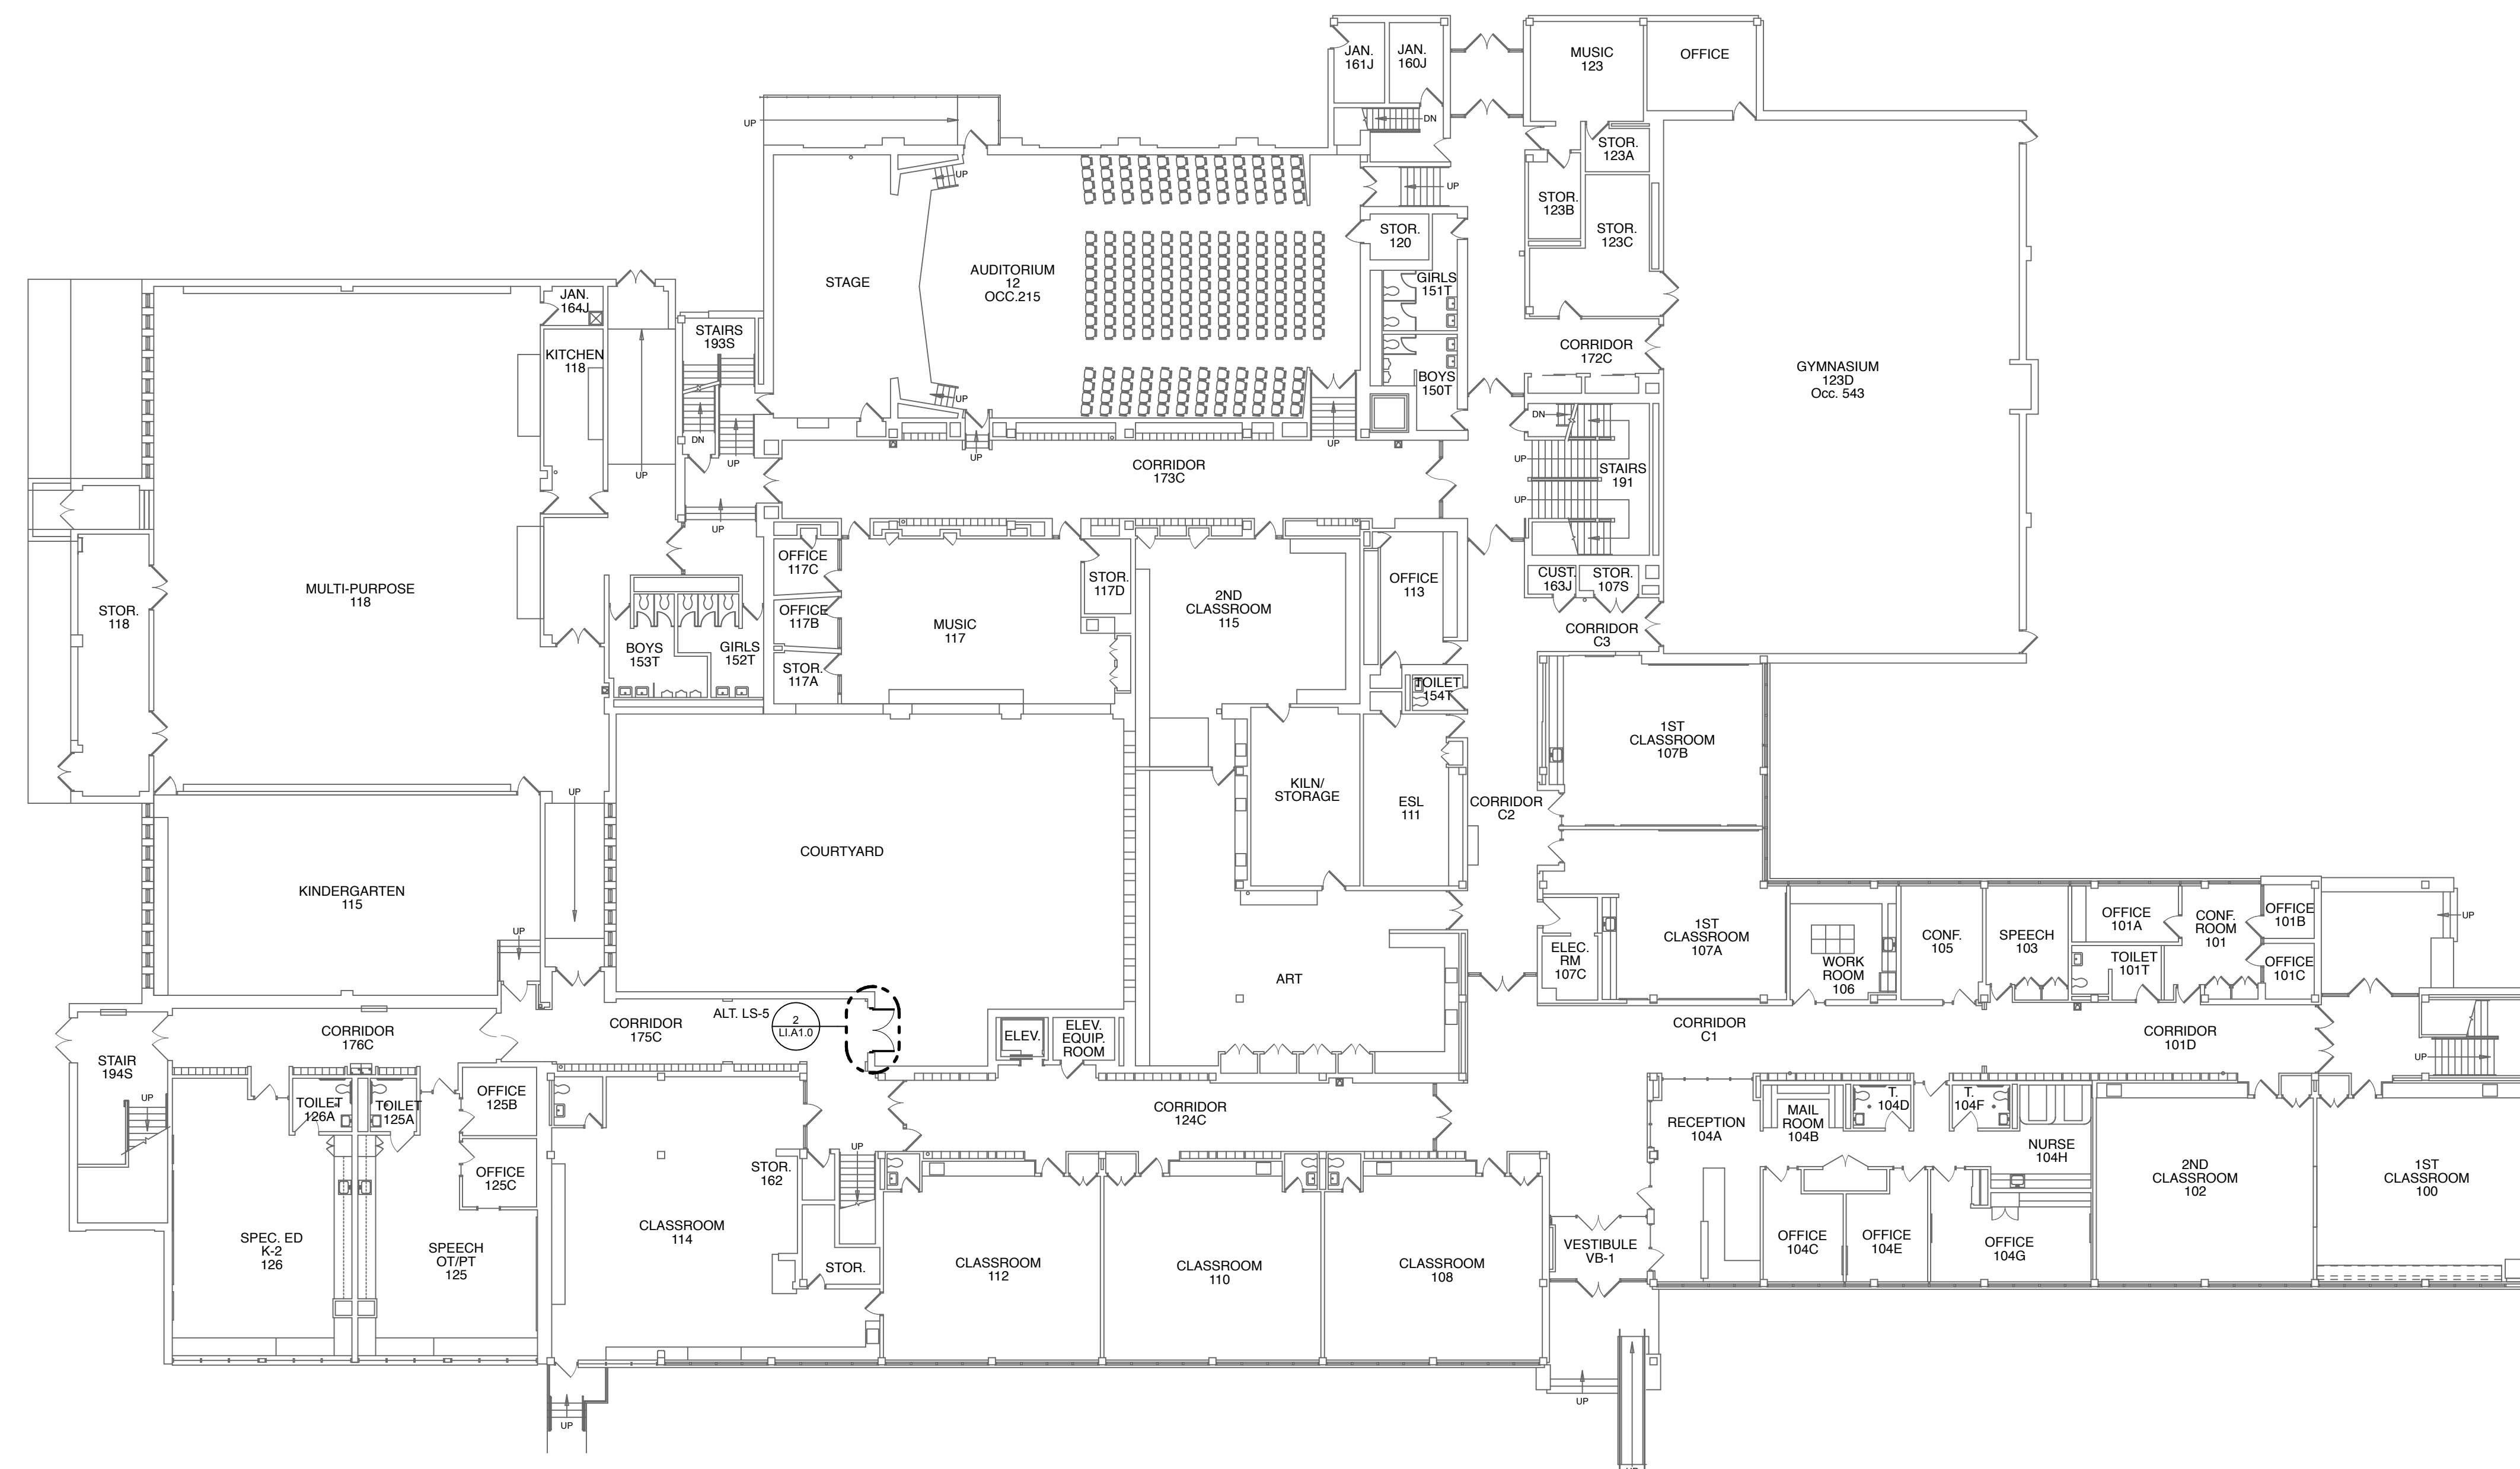 JAN.
161J
JAN.
160J
MUSIC
123
OFFICE
UP
DN
STOR.
123A
UP
UP
STOR.
123B
STOR.
120
STOR.
123C
STAGE
AUDITORIUM
12
OCC.215
GIRLS
151T
JAN.
164J
STAIRS
193S
KITCHEN
118
CORRIDOR
172C
GYMNASIUM
123D
Occ. 543
BOYS
150T
UP
DN
DN
UP
UP
UP
UP
UP
CORRIDOR
173C
STAIRS
191
UP
UP
OFFICE
117C
STOR.
117D
2ND
CLASSROOM
115
OFFICE
113
CUST.
163J
STOR.
107S
MULTI-PURPOSE
118
STOR.
118
OFFICE
117B
MUSIC
117
CORRIDOR
C3
BOYS
153T
GIRLS
152T
STOR.
117A
TOILET
154T
1ST
CLASSROOM
107B
KILN/
STORAGE
ESL
111
CORRIDOR
C2
UP
COURTYARD
KINDERGARTEN
115
UP
1ST
CLASSROOM
107A
ELEC.
RM
107C
WORK
ROOM
106
CONF.
105
SPEECH
103
OFFICE
101A
TOILET
101T
CONF.
ROOM
101
OFFICE
101B
OFFICE
101C
UP
ART
CORRIDOR
176C
CORRIDOR
175C
ALT. LS-5
2
LI.A1.0
ELEV.
ELEV.
EQUIP.
ROOM
CORRIDOR
C1
CORRIDOR
101D
UP
STAIR
194S
UP
TOILET
126A
TOILET
125A
OFFICE
125B
OFFICE
125C
CORRIDOR
124C
RECEPTION
104A
MAIL
ROOM
104B
T.
104D
T.
104F
NURSE
104H
UP
STOR.
162
2ND
CLASSROOM
102
1ST
CLASSROOM
100
SPEC. ED
K-2
126
SPEECH
OT/PT
125
CLASSROOM
114
STOR.
CLASSROOM
112
CLASSROOM
110
CLASSROOM
108
VESTIBULE
VB-1
OFFICE
104C
OFFICE
104E
OFFICE
104G
UP
UP